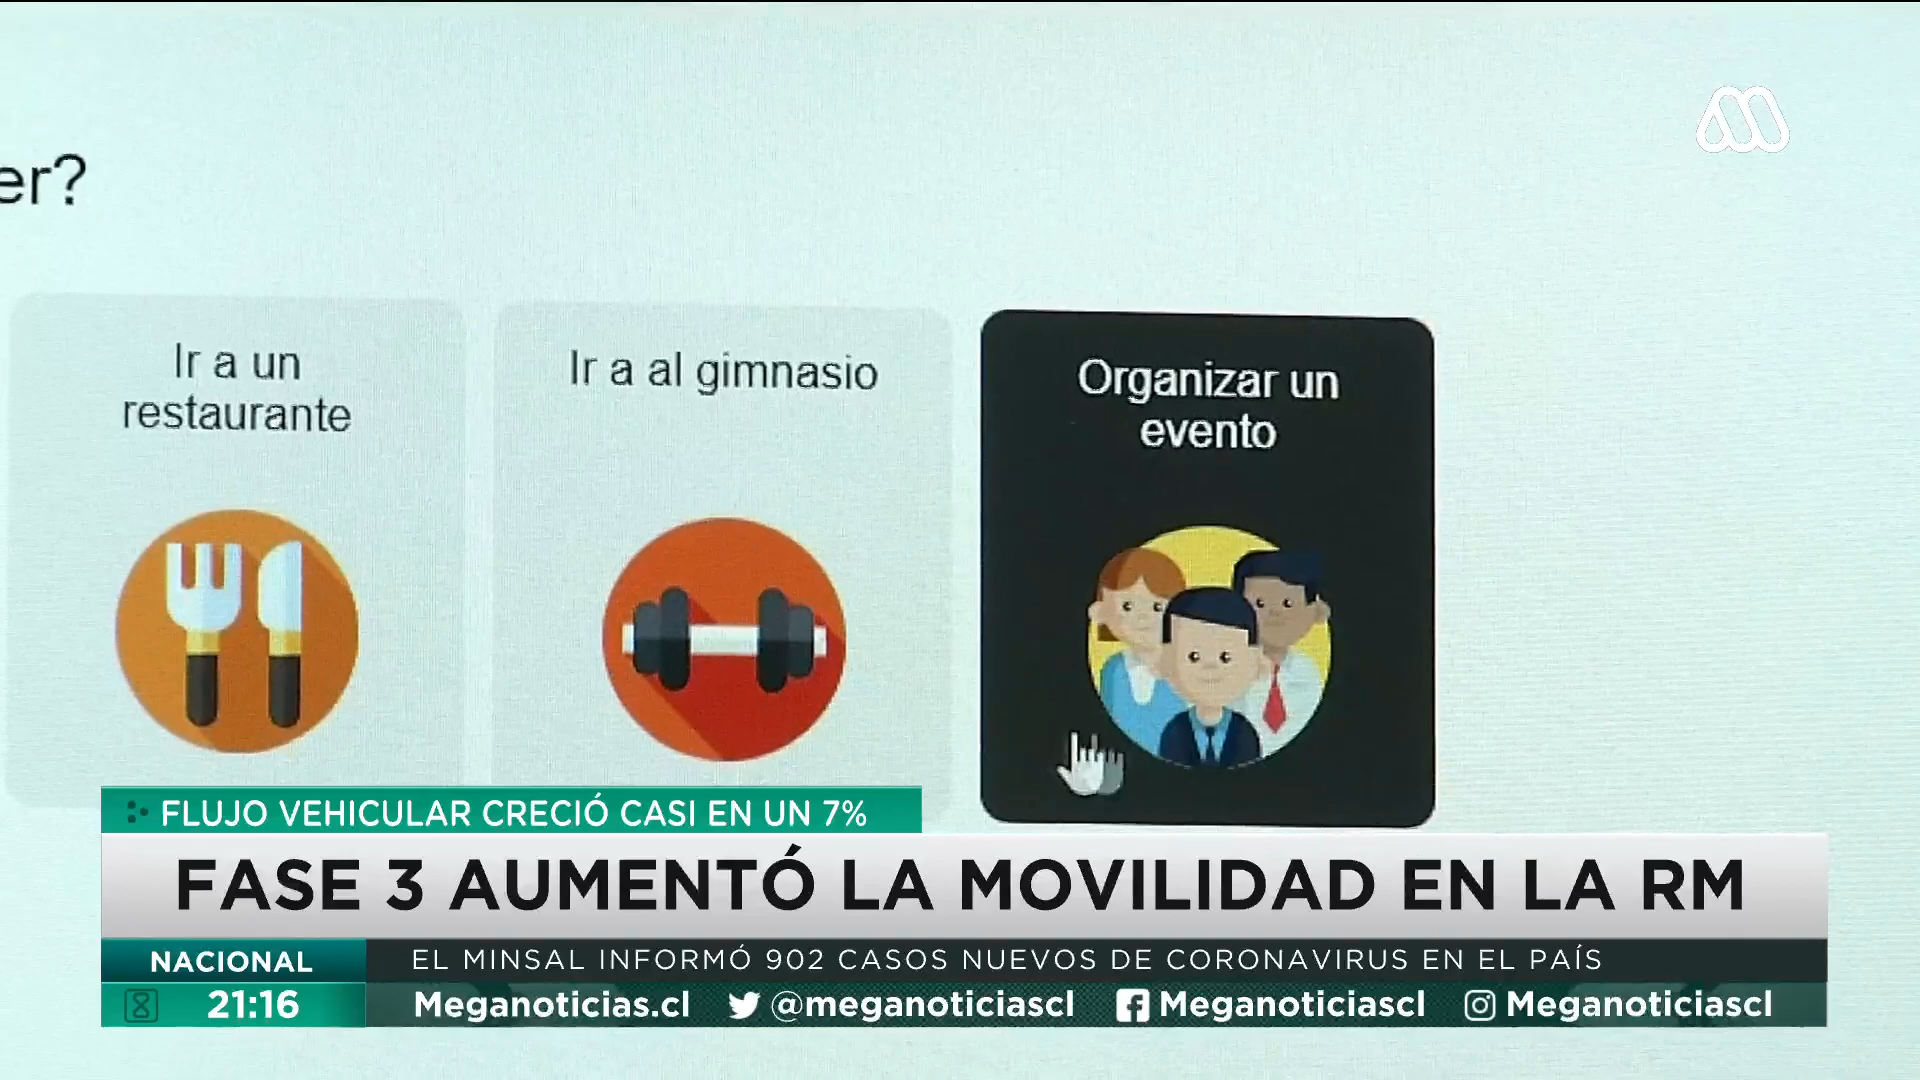 er?
Ir a un
restaurante
Ir a al gimnasio
Organizar un
evento
FLUJO VEHICULAR CRECIÓ CASI EN UN 7%
FASE 3 AUMENTÓ LA MOVILIDAD EN LA RM
NACIONAL
EL MINSAL INFORMÓ 902 CASOS NUEVOS DE CORONAVIRUS EN EL PAÍS
21:16
Meganoticias.cl @meganoticiascl Meganoticiascl Meganoticiascl